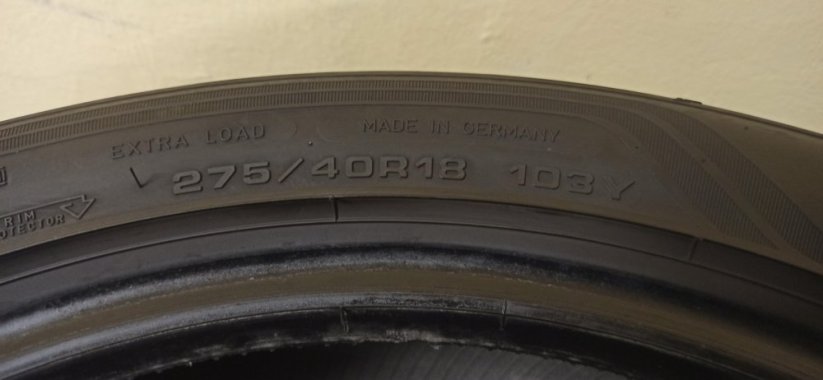 EXTRA LOAD MADE IN GERMANY
275/40R18 103Y
RIM
PROTECTOR